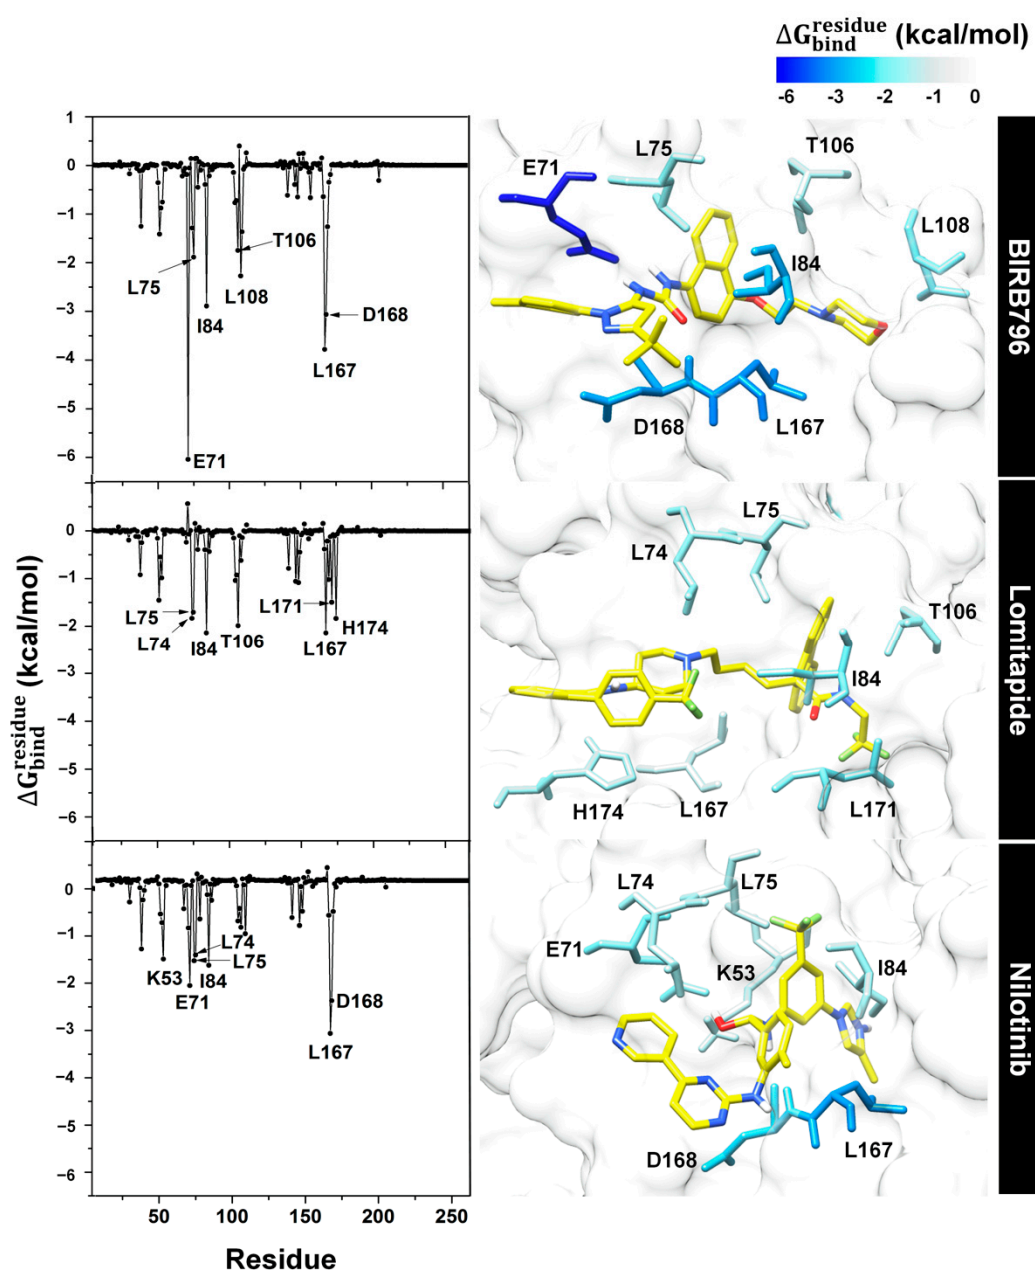 ΔG_bind^residue (kcal/mol)
-6 -3 -2 -1 0
ΔG_bind^residue (kcal/mol)
1
0
−1
−2
−3
−4
−5
−6
L75
E71
I84
T106
L108
D168
L167
E71
L75
T106
L108
I84
D168
L167
BIRB796
0
−1
−2
−3
−4
−5
−6
L75
L74
I84
T106
L171
L167
H174
L74
L75
T106
I84
H174
L167
L171
Lomitapide
0
−1
−2
−3
−4
−5
−6
K53
E71
L74
L75
I84
D168
L167
L74
L75
E71
K53
I84
D168
L167
Nilotinib
50 100 150 200 250
Residue